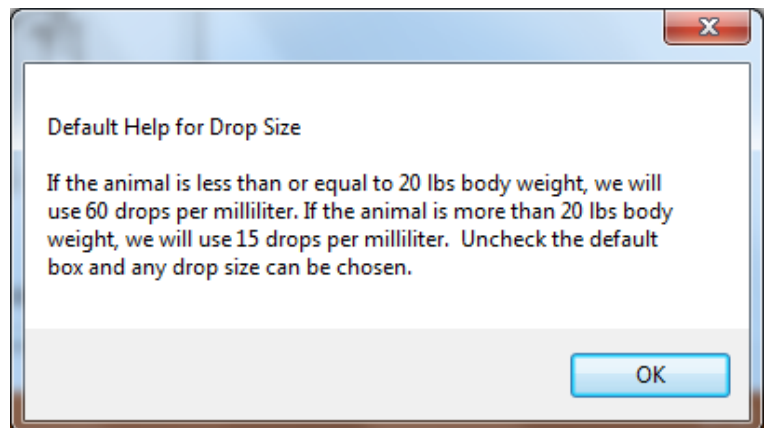 Default Help for Drop Size
If the animal is less than or equal to 20 lbs body weight, we will
use 60 drops per milliliter. If the animal is more than 20 lbs body
weight, we will use 15 drops per milliliter.  Uncheck the default
box and any drop size can be chosen.
OK